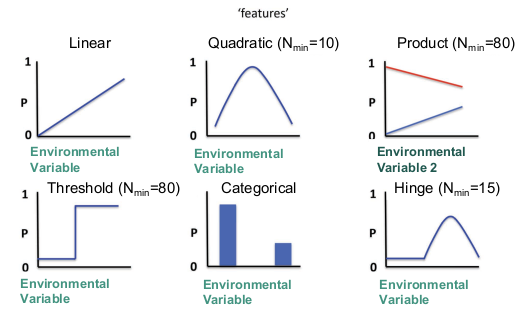 ‘features’
Linear
Quadratic (Nmin=10)
Product (Nmin=80)
1
P
0
Environmental
Variable
1
P
0
Environmental
Variable
1
P
0
Environmental
Variable 2
Threshold (Nmin=80)
Categorical
Hinge (Nmin=15)
1
P
0
Environmental
Variable
1
P
0
Environmental
Variable
1
P
0
Environmental
Variable